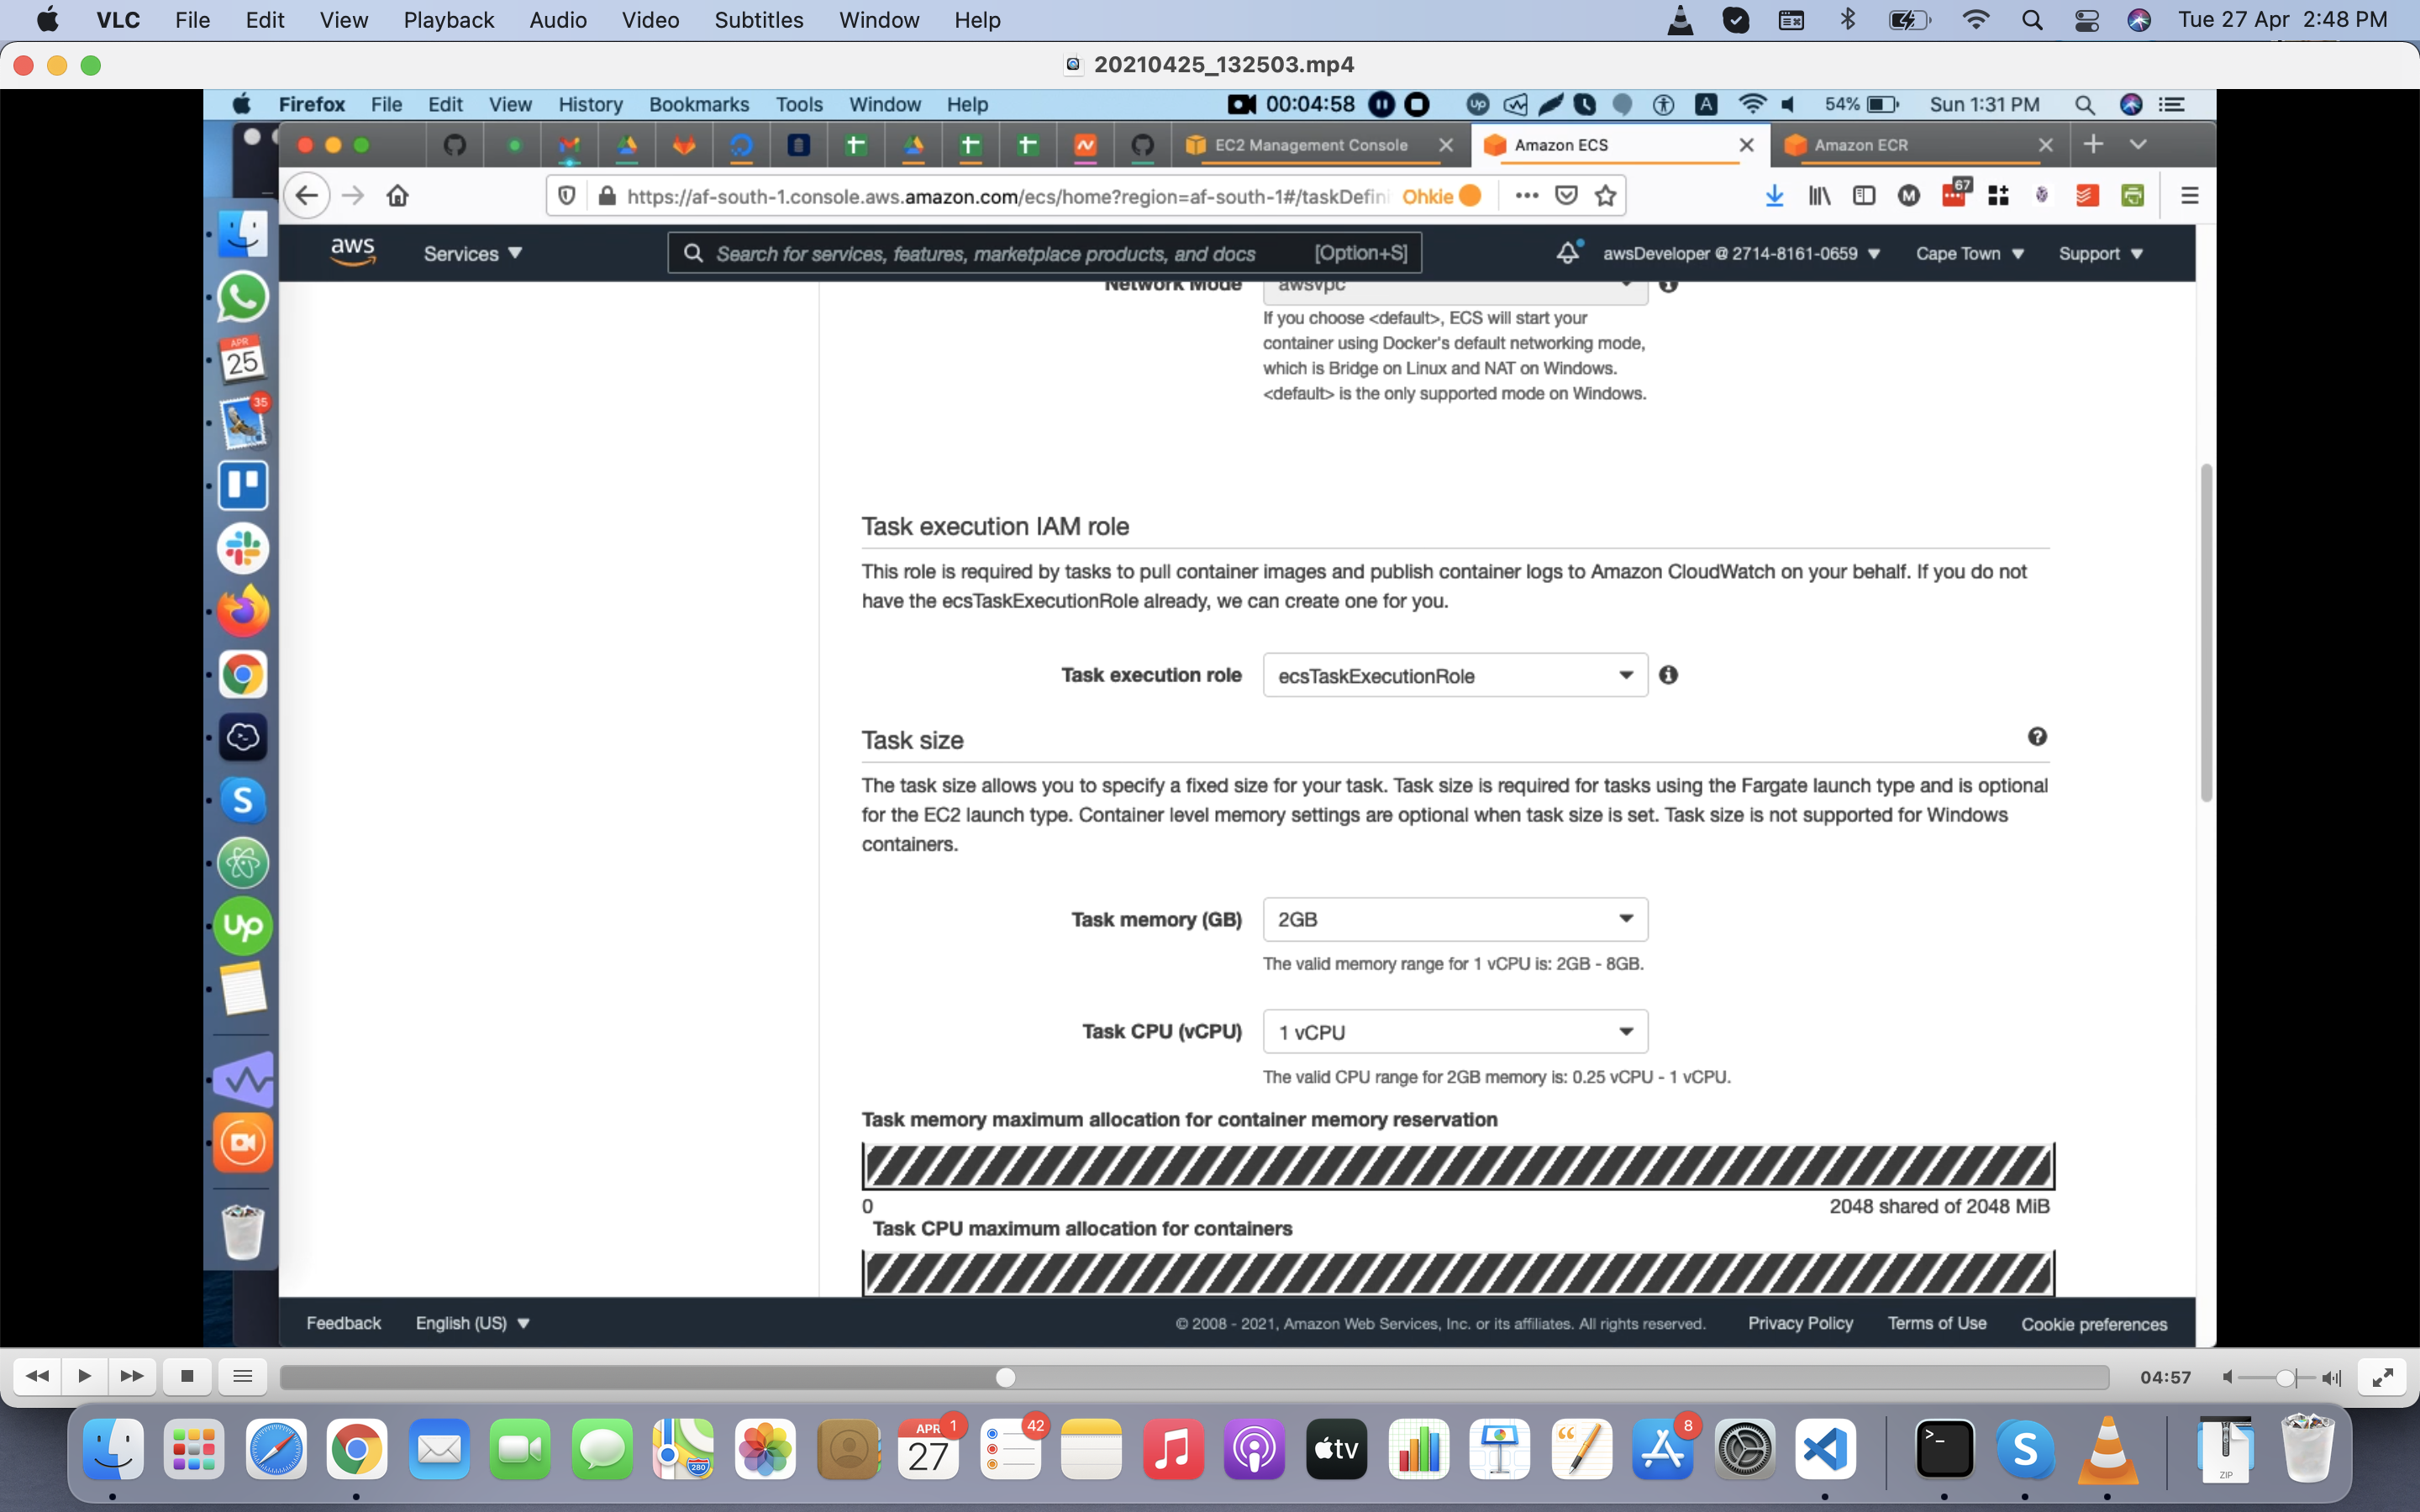 VLC File Edit View Playback Audio Video Subtitles Window Help Tue 27 Apr 2:48 PM
20210425_132503.mp4
Firefox File Edit View History Bookmarks Tools Window Help 00:04:58 up A 54% Sun 1:31 PM
EC2 Management Console Amazon ECS Amazon ECR
https://af-south-1.console.aws.amazon.com/ecs/home?region=af-south-1#/taskDefini Ohkie M 67
aws Services Search for services, features, marketplace products, and docs [Option+S] awsDeveloper @ 2714-8161-0659 Cape Town Support
APR
25
35
S
up
Network Mode awsvpc
If you choose <default>, ECS will start your
container using Docker's default networking mode,
which is Bridge on Linux and NAT on Windows.
<default> is the only supported mode on Windows.
Task execution IAM role
This role is required by tasks to pull container images and publish container logs to Amazon CloudWatch on your behalf. If you do not
have the ecsTaskExecutionRole already, we can create one for you.
Task execution role ecsTaskExecutionRole
Task size
The task size allows you to specify a fixed size for your task. Task size is required for tasks using the Fargate launch type and is optional
for the EC2 launch type. Container level memory settings are optional when task size is set. Task size is not supported for Windows
containers.
Task memory (GB) 2GB
The valid memory range for 1 vCPU is: 2GB - 8GB.
Task CPU (vCPU) 1 vCPU
The valid CPU range for 2GB memory is: 0.25 vCPU - 1 vCPU.
Task memory maximum allocation for container memory reservation
0 2048 shared of 2048 MiB
Task CPU maximum allocation for containers
Feedback English (US) © 2008 - 2021, Amazon Web Services, Inc. or its affiliates. All rights reserved. Privacy Policy Terms of Use Cookie preferences
04:57
280 APR 27 1 42 tv 8 >_ S ZIP